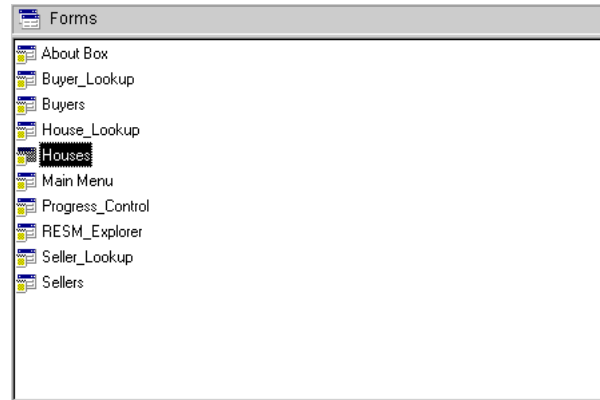 Forms
About Box
Buyer_Lookup
Buyers
House_Lookup
Houses
Main Menu
Progress_Control
RESM_Explorer
Seller_Lookup
Sellers